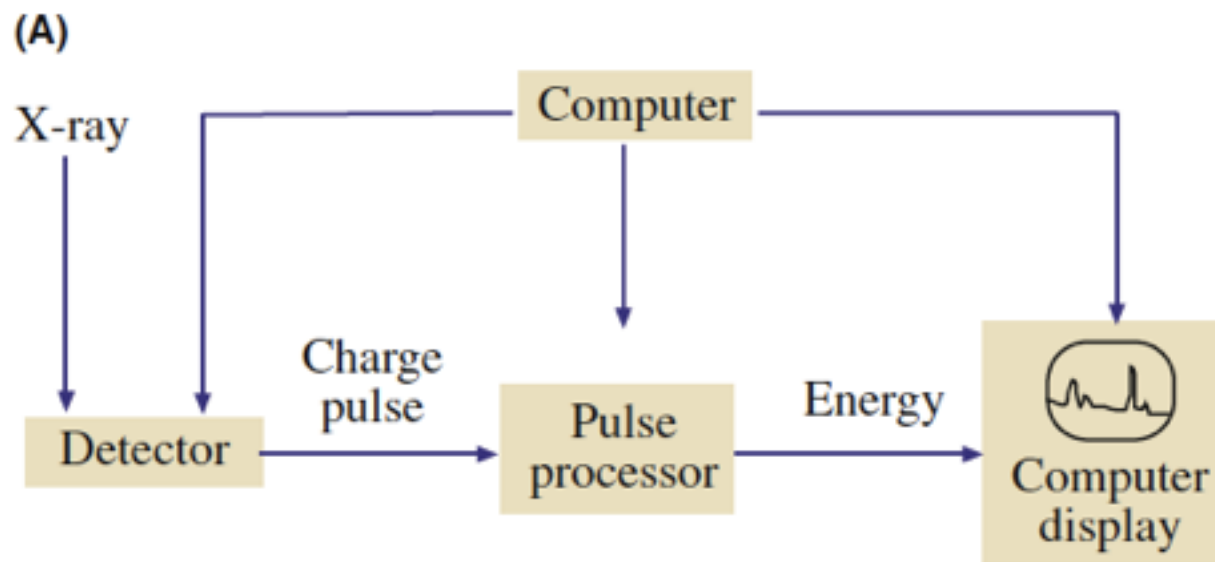 (A)
X-ray
Computer
Charge
pulse
Energy
Detector
Pulse
processor
Computer
display